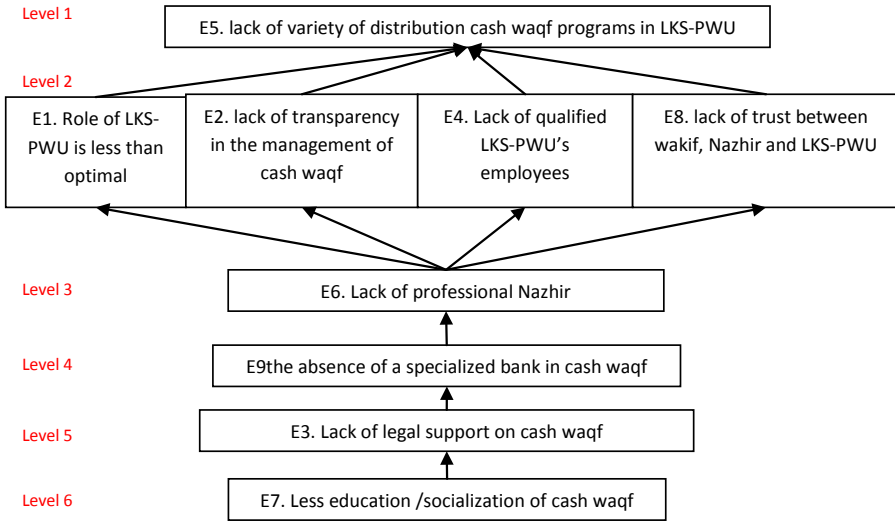 Level 1
E5. lack of variety of distribution cash waqf programs in LKS-PWU
Level 2
E1. Role of LKS-
PWU is less than
optimal
E2. lack of transparency
in the management of
cash waqf
E4. Lack of qualified
LKS-PWU's
employees
E8. lack of trust between
wakif, Nazhir and LKS-PWU
Level 3
E6. Lack of professional Nazhir
Level 4
E9the absence of a specialized bank in cash waqf
Level 5
E3. Lack of legal support on cash waqf
Level 6
E7. Less education /socialization of cash waqf